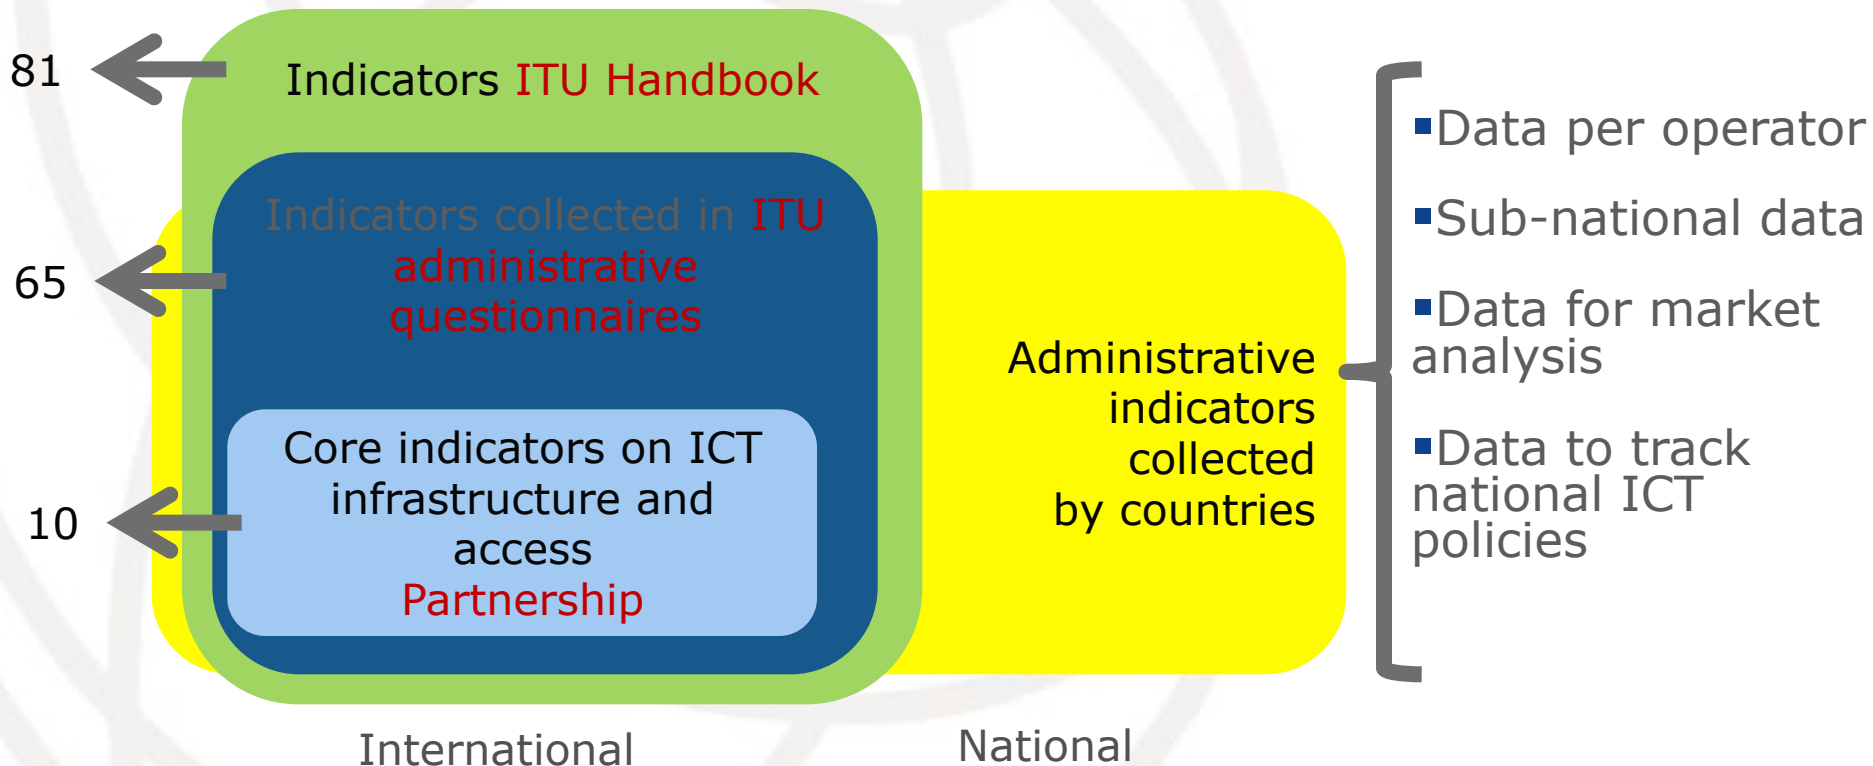 81
Indicators ITU Handbook
65
Indicators collected in ITU
administrative
questionnaires
10
Core indicators on ICT
infrastructure and
access
Partnership
Administrative
indicators
collected
by countries
▪Data per operator
▪Sub-national data
▪Data for market
analysis
▪Data to track
national ICT
policies
International
National